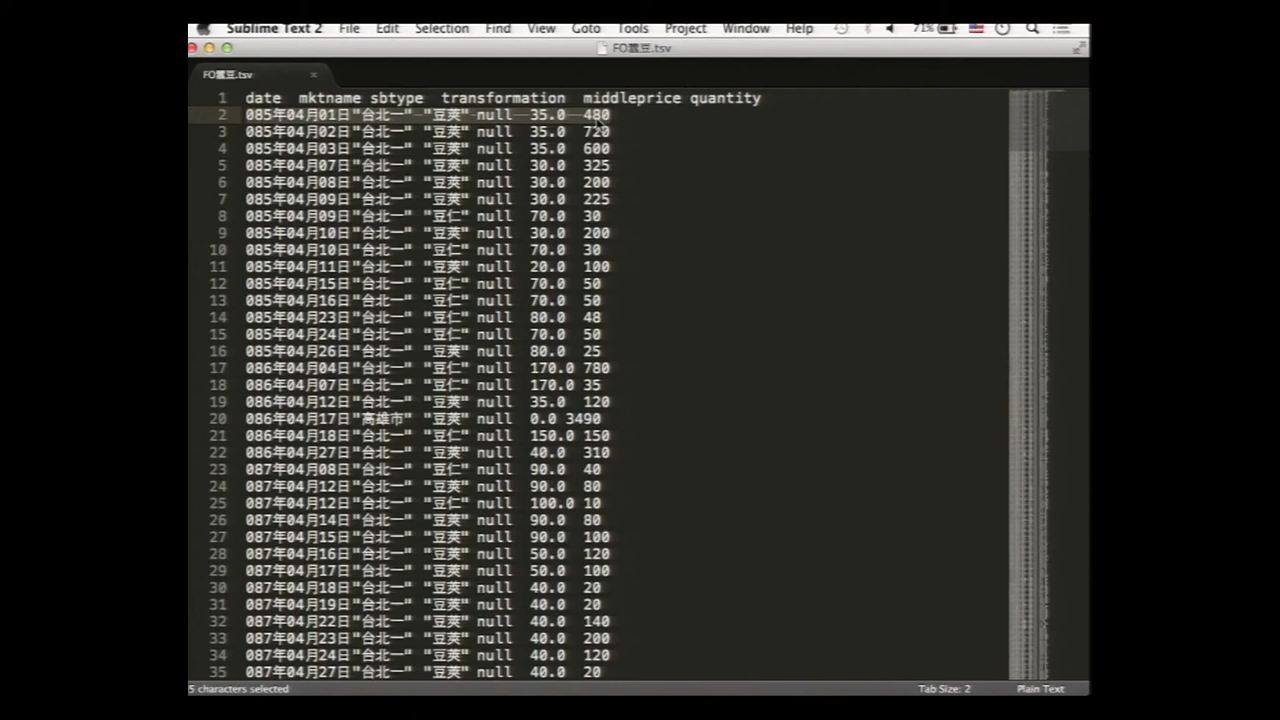 Sublime Text 2 File Edit Selection Find View Goto Tools Project Window Help 71%
FO蠶豆.tsv
FO蠶豆.tsv
1 date mktname sbtype transformation middleprice quantity
2 085年04月01日"台北一" "豆莢" null 35.0 480
3 085年04月02日"台北一" "豆莢" null 35.0 720
4 085年04月03日"台北一" "豆莢" null 35.0 600
5 085年04月07日"台北一" "豆莢" null 30.0 325
6 085年04月08日"台北一" "豆莢" null 30.0 200
7 085年04月09日"台北一" "豆莢" null 30.0 225
8 085年04月09日"台北一" "豆仁" null 70.0 30
9 085年04月10日"台北一" "豆莢" null 30.0 200
10 085年04月10日"台北一" "豆仁" null 70.0 30
11 085年04月11日"台北一" "豆莢" null 20.0 100
12 085年04月15日"台北一" "豆仁" null 70.0 50
13 085年04月16日"台北一" "豆仁" null 70.0 50
14 085年04月23日"台北一" "豆仁" null 80.0 48
15 085年04月24日"台北一" "豆仁" null 70.0 50
16 085年04月26日"台北一" "豆莢" null 80.0 25
17 086年04月04日"台北一" "豆仁" null 170.0 780
18 086年04月07日"台北一" "豆仁" null 170.0 35
19 086年04月12日"台北一" "豆莢" null 35.0 120
20 086年04月17日"高雄市" "豆莢" null 0.0 3490
21 086年04月18日"台北一" "豆仁" null 150.0 150
22 086年04月27日"台北一" "豆莢" null 40.0 310
23 087年04月08日"台北一" "豆仁" null 90.0 40
24 087年04月12日"台北一" "豆莢" null 90.0 80
25 087年04月12日"台北一" "豆仁" null 100.0 10
26 087年04月14日"台北一" "豆莢" null 90.0 80
27 087年04月15日"台北一" "豆莢" null 90.0 100
28 087年04月16日"台北一" "豆莢" null 50.0 120
29 087年04月17日"台北一" "豆莢" null 50.0 100
30 087年04月18日"台北一" "豆莢" null 40.0 20
31 087年04月19日"台北一" "豆莢" null 40.0 20
32 087年04月22日"台北一" "豆莢" null 40.0 140
33 087年04月23日"台北一" "豆莢" null 40.0 200
34 087年04月24日"台北一" "豆莢" null 40.0 120
35 087年04月27日"台北一" "豆莢" null 40.0 20
5 characters selected Tab Size: 2 Plain Text